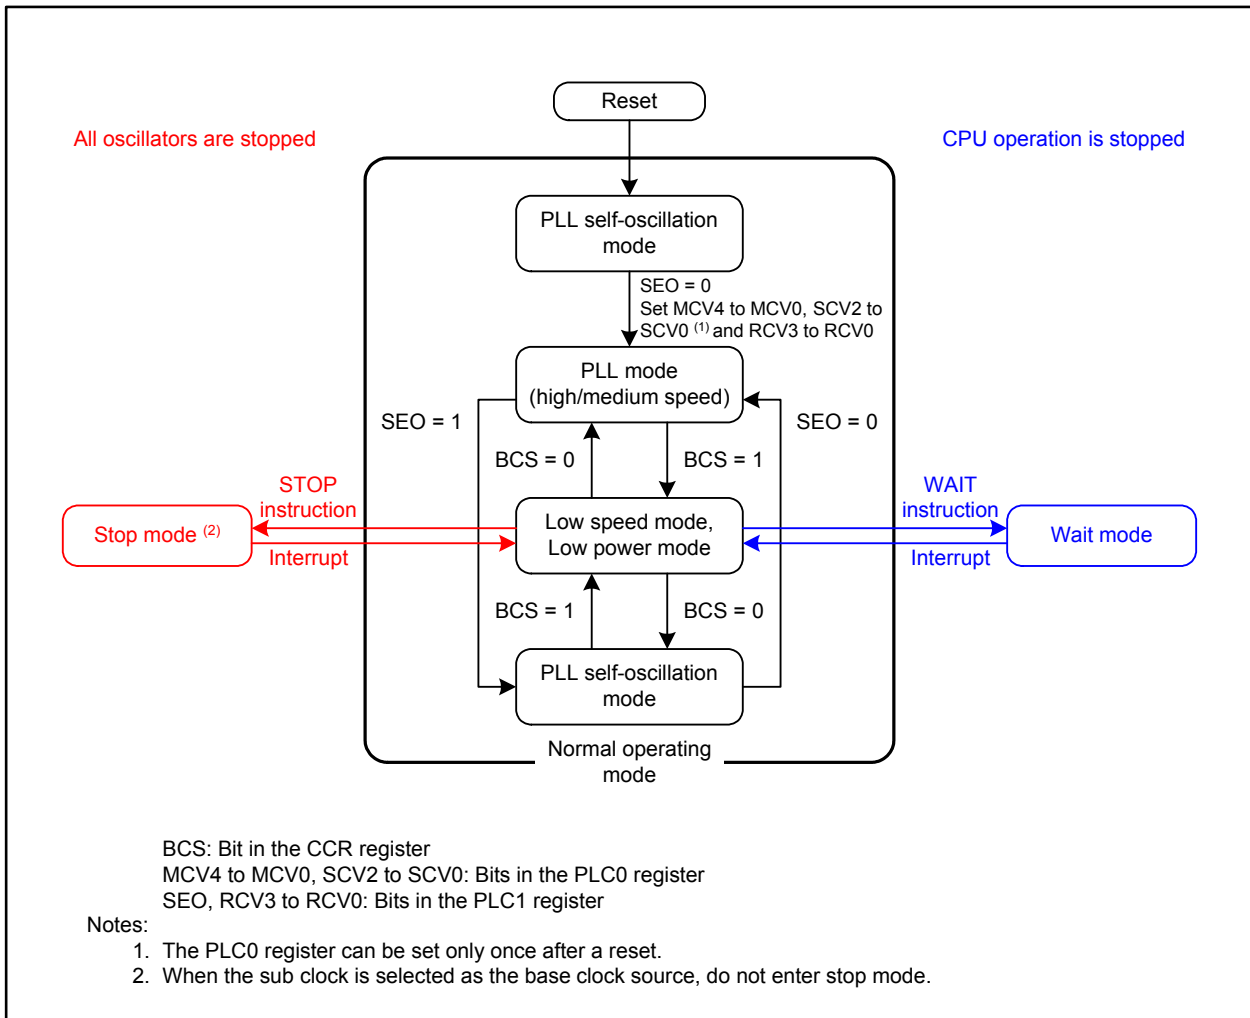 Reset
All oscillators are stopped
CPU operation is stopped
PLL self-oscillation
mode
SEO = 0
Set MCV4 to MCV0, SCV2 to
SCV0 (1) and RCV3 to RCV0
PLL mode
(high/medium speed)
SEO = 1
SEO = 0
BCS = 0
BCS = 1
STOP
instruction
WAIT
instruction
Stop mode (2)
Low speed mode,
Low power mode
Wait mode
Interrupt
Interrupt
BCS = 1
BCS = 0
PLL self-oscillation
mode
Normal operating
mode
BCS: Bit in the CCR register
MCV4 to MCV0, SCV2 to SCV0: Bits in the PLC0 register
SEO, RCV3 to RCV0: Bits in the PLC1 register
Notes:
1. The PLC0 register can be set only once after a reset.
2. When the sub clock is selected as the base clock source, do not enter stop mode.